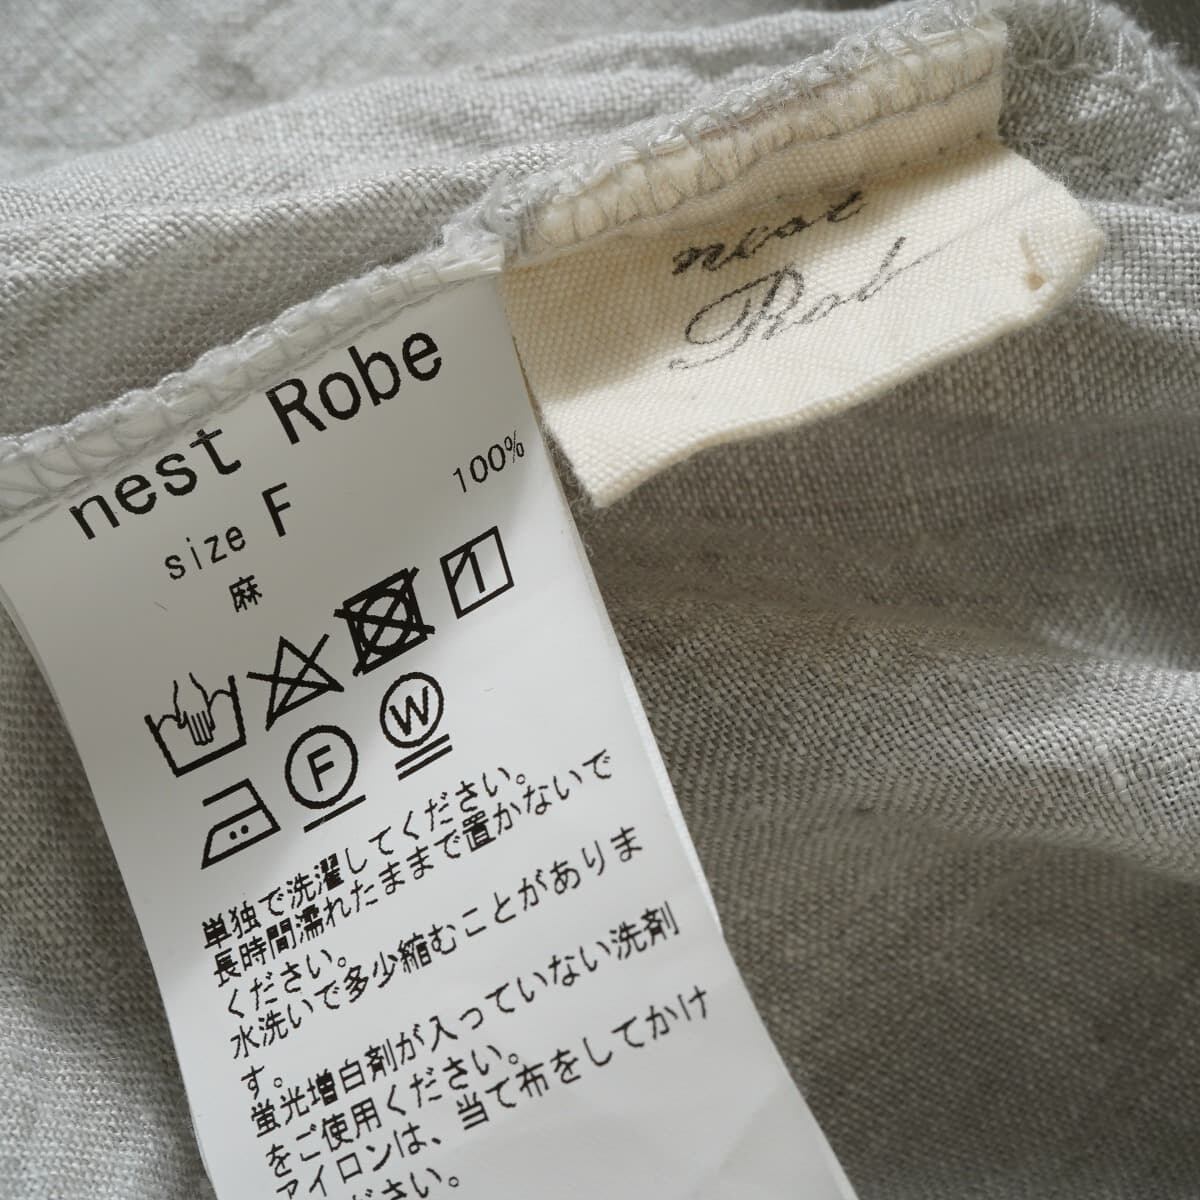 nest
Rob
nest Robe
size F
麻 100%
F W
単独で洗濯してください。
長時間濡れたままで置かないで
ください。
水洗いで多少縮むことがありま
す。
蛍光増白剤が入っていない洗剤
をご使用ください。
アイロンは、当て布をしてかけ
ください。